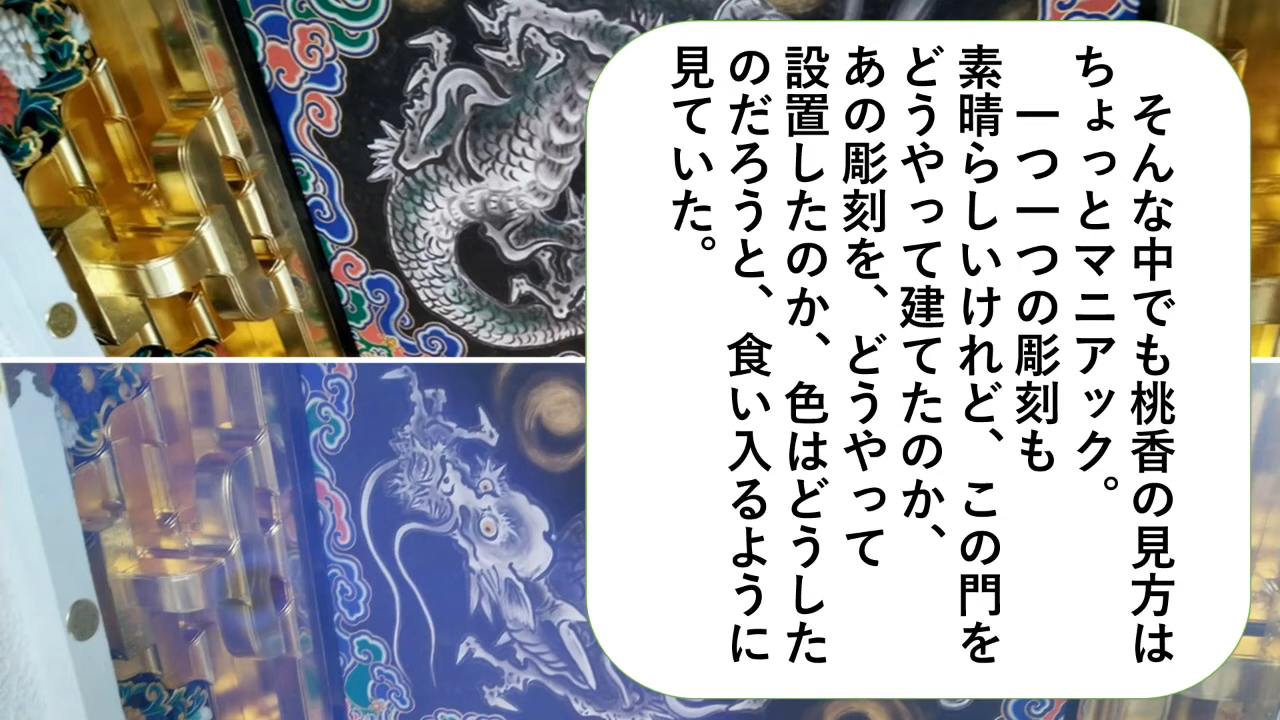 そんな中でも桃香の見方は
ちょっとマニアック。
一つ一つの彫刻も
素晴らしいけれど、この門を
どうやって建てたのか、
あの彫刻を、どうやって
設置したのか、色はどうした
のだろうと、食い入るように
見ていた。